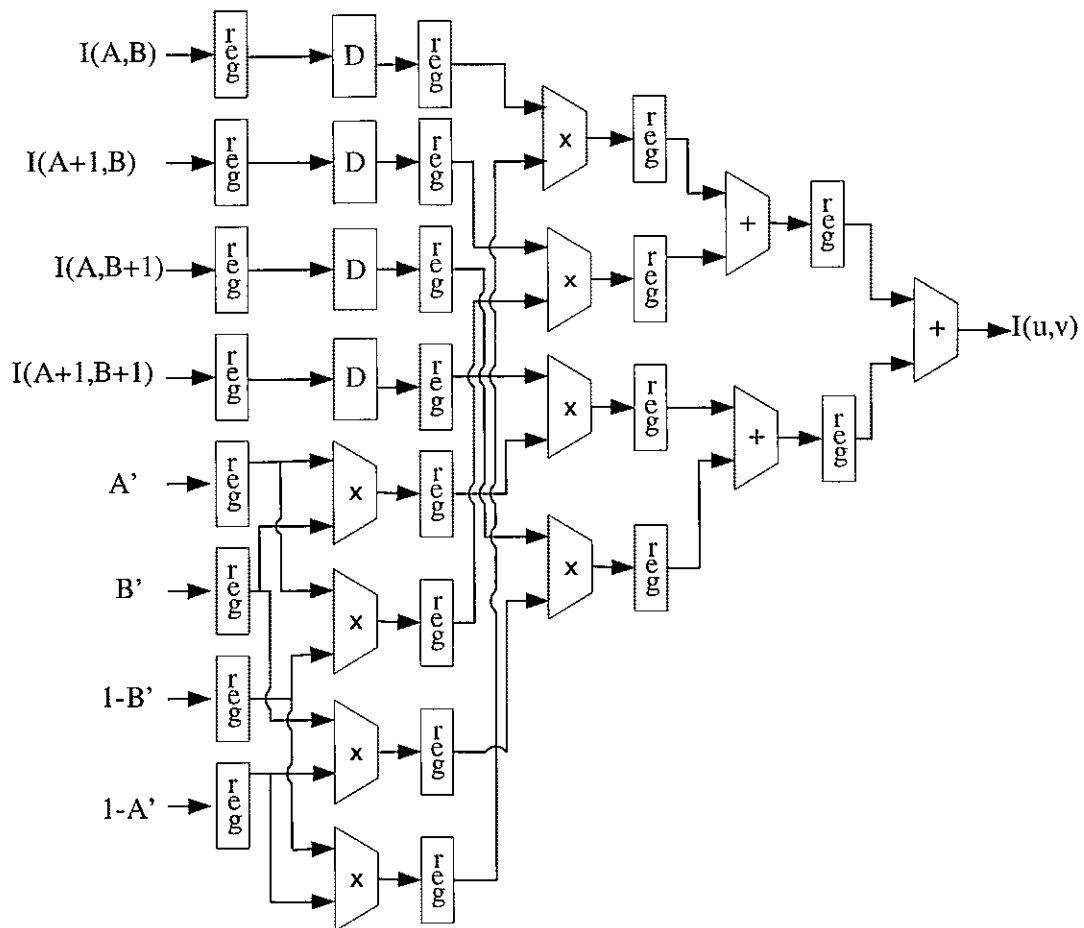 I(A,B)
reg
D
reg
x
reg
I(A+1,B)
reg
D
reg
+
reg
I(A,B+1)
reg
D
reg
x
reg
+
I(u,v)
I(A+1,B+1)
reg
D
reg
x
reg
+
reg
A'
reg
x
reg
B'
reg
x
reg
x
reg
1-B'
reg
x
reg
1-A'
reg
x
reg